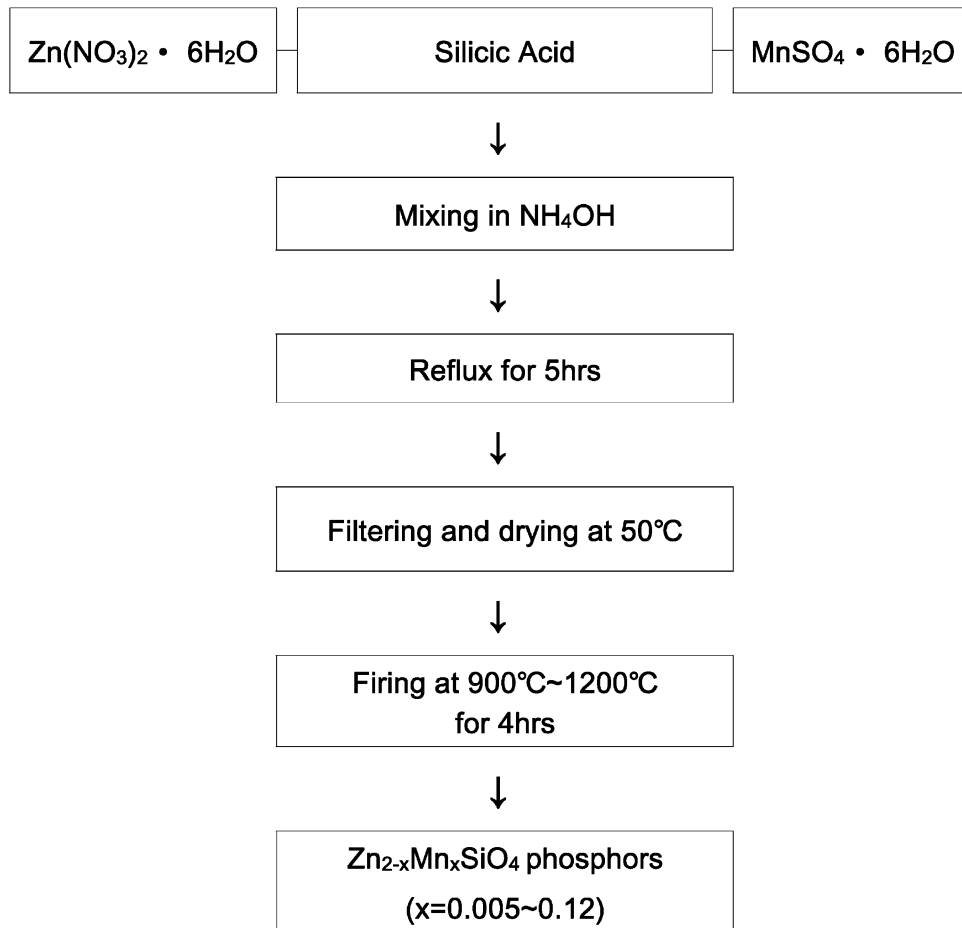 Zn(NO₃)₂ • 6H₂O
Silicic Acid
MnSO₄ • 6H₂O
↓
Mixing in NH₄OH
↓
Reflux for 5hrs
↓
Filtering and drying at 50℃
↓
Firing at 900℃~1200℃
for 4hrs
↓
Zn₂₋ₓMnₓSiO₄ phosphors
(x=0.005~0.12)